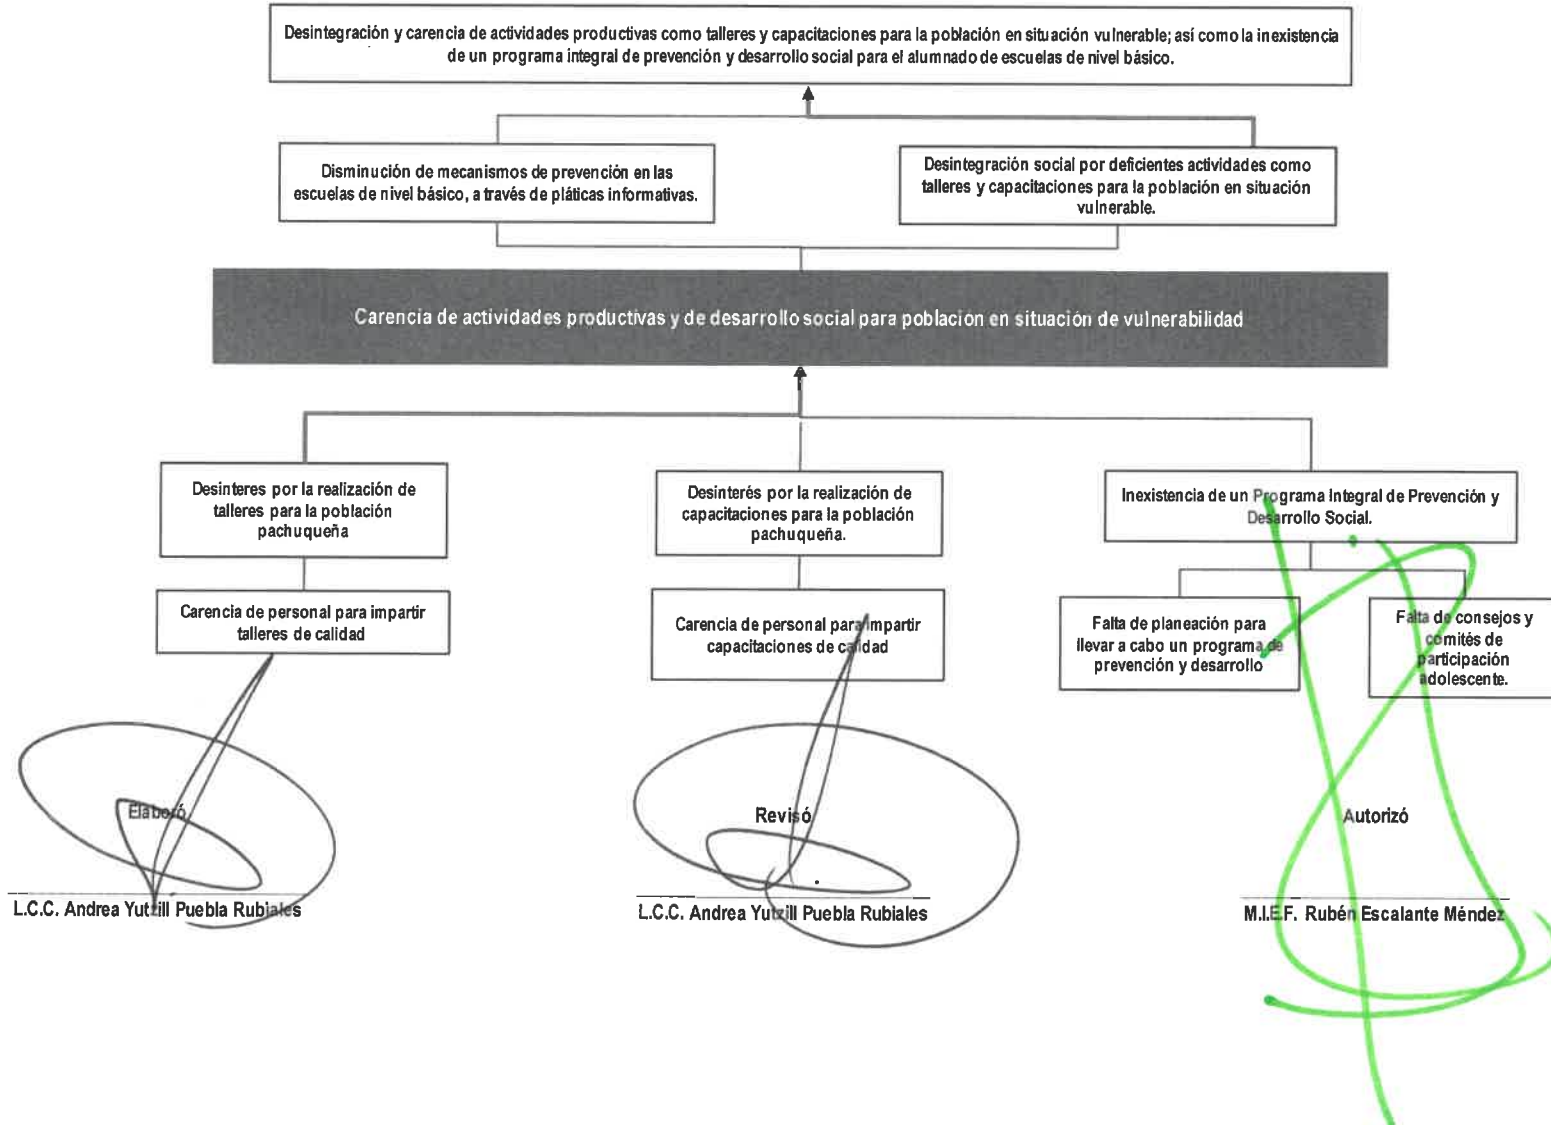 Desintegración y carencia de actividades productivas como talleres y capacitaciones para la población en situación vulnerable; así como la inexistencia
de un programa integral de prevención y desarrollo social para el alumnado de escuelas de nivel básico.
Disminución de mecanismos de prevención en las
escuelas de nivel básico, a través de pláticas informativas.
Desintegración social por deficientes actividades como
talleres y capacitaciones para la población en situación
vulnerable.
Carencia de actividades productivas y de desarrollo social para población en situación de vulnerabilidad
Desinteres por la realización de
talleres para la población
pachuqueña
Desinterés por la realización de
capacitaciones para la población
pachuqueña.
Inexistencia de un Programa Integral de Prevención y
Desarrollo Social.
Carencia de personal para impartir
talleres de calidad
Carencia de personal para impartir
capacitaciones de calidad
Falta de planeación para
llevar a cabo un programa de
prevención y desarrollo
Falta de consejos y
comités de
participación
adolescente.
Elaboró
Revisó
Autorizó
L.C.C. Andrea Yutzill Puebla Rubiales
L.C.C. Andrea Yutzill Puebla Rubiales
M.I.E.F. Rubén Escalante Méndez